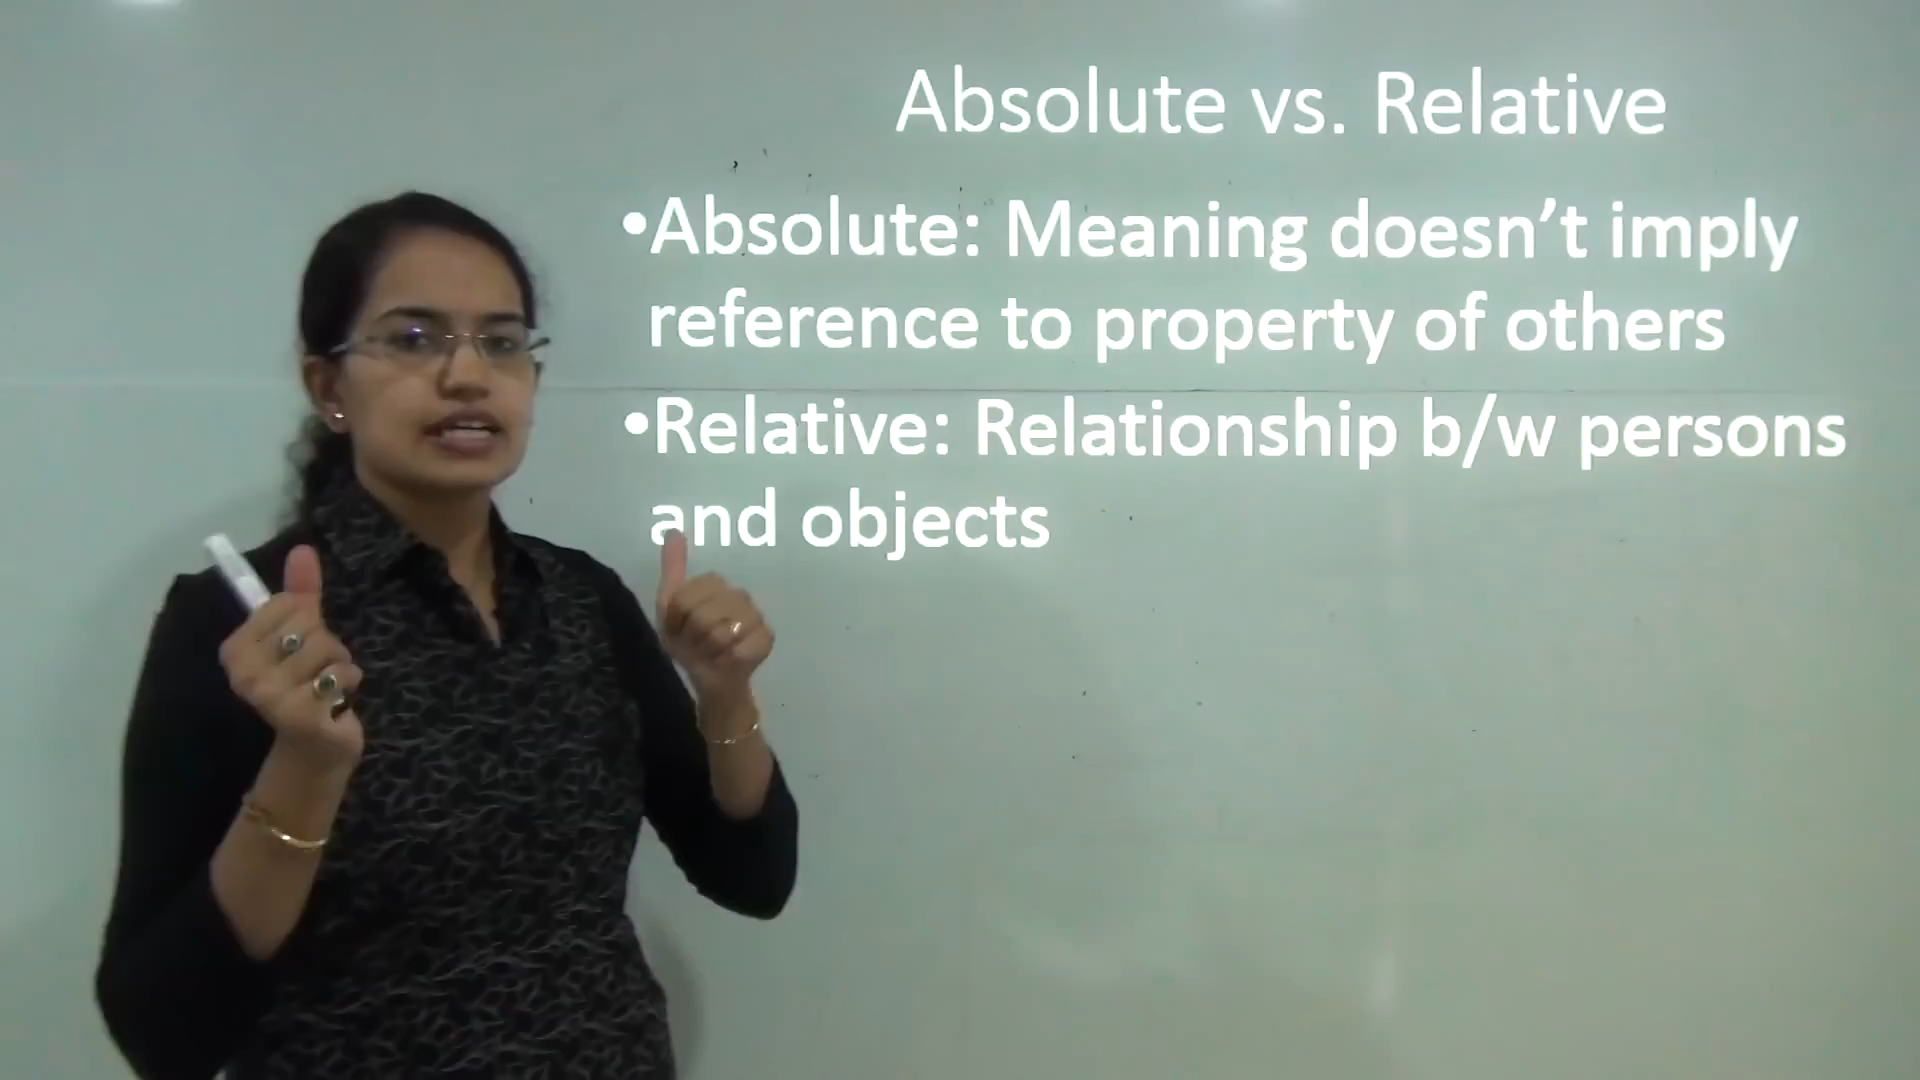 Absolute vs. Relative
•Absolute: Meaning doesn’t imply
reference to property of others
•Relative: Relationship b/w persons
and objects